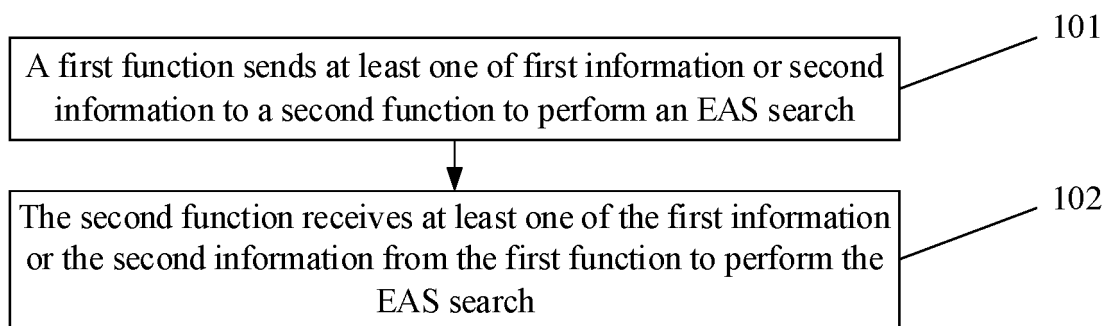 101
A first function sends at least one of first information or second
information to a second function to perform an EAS search
102
The second function receives at least one of the first information
or the second information from the first function to perform the
EAS search